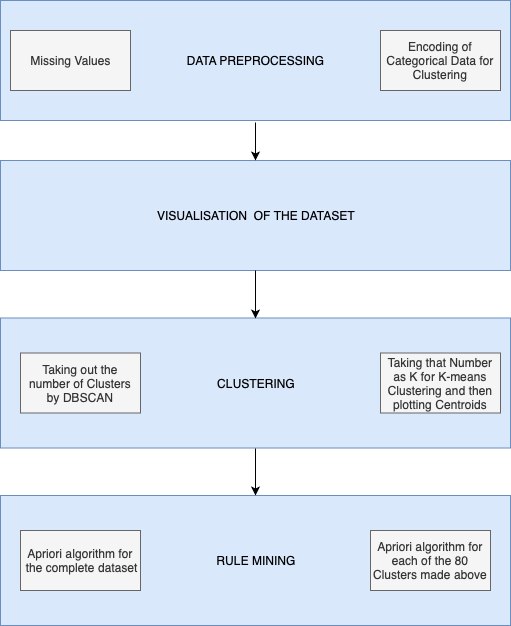 Missing Values
DATA PREPROCESSING
Encoding of
Categorical Data for
Clustering
VISUALISATION  OF THE DATASET
Taking out the
number of Clusters
by DBSCAN
CLUSTERING
Taking that Number
as K for K-means
Clustering and then
plotting Centroids
Apriori algorithm for
the complete dataset
RULE MINING
Apriori algorithm for
each of the 80
Clusters made above